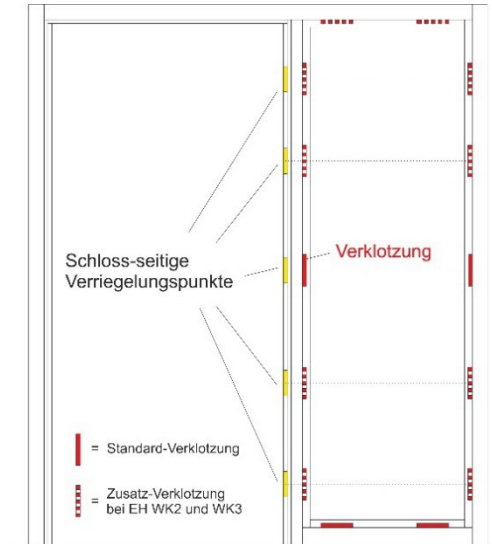 Schloss-seitige
Verriegelungspunkte
Verklotzung
= Standard-Verklotzung
= Zusatz-Verklotzung
bei EH WK2 und WK3